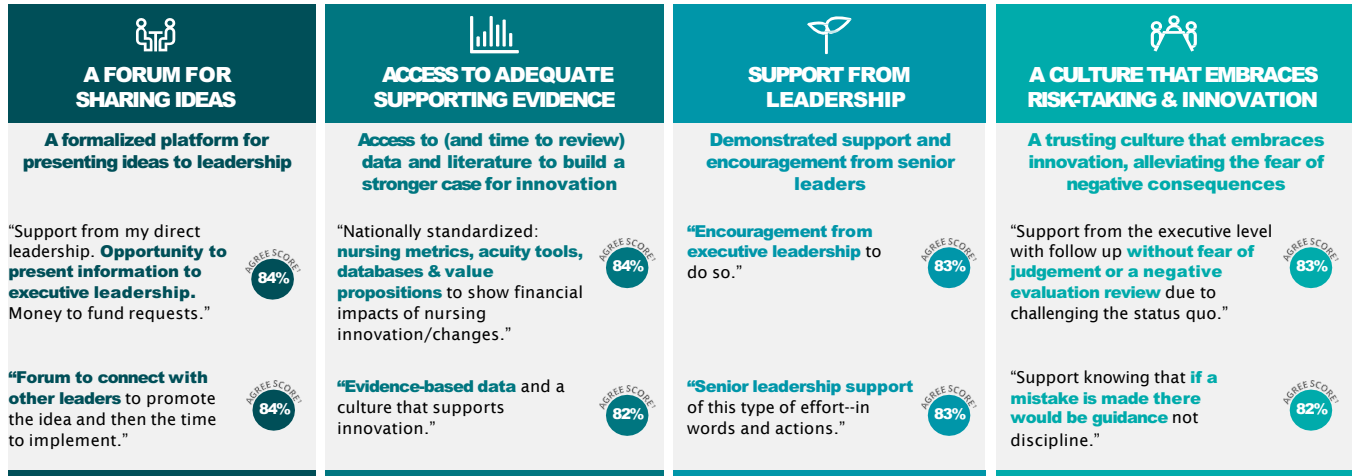 A FORUM FOR
SHARING IDEAS
A formalized platform for
presenting ideas to leadership
“Support from my direct
leadership. Opportunity to
present information to
executive leadership.
Money to fund requests.”
AGREE SCORE¹
84%
“Forum to connect with
other leaders to promote
the idea and then the time
to implement.”
AGREE SCORE¹
84%
ACCESS TO ADEQUATE
SUPPORTING EVIDENCE
Access to (and time to review)
data and literature to build a
stronger case for innovation
“Nationally standardized:
nursing metrics, acuity tools,
databases & value
propositions to show financial
impacts of nursing
innovation/changes.”
AGREE SCORE¹
84%
“Evidence-based data and a
culture that supports
innovation.”
AGREE SCORE¹
82%
SUPPORT FROM
LEADERSHIP
Demonstrated support and
encouragement from senior
leaders
“Encouragement from
executive leadership to
do so.”
AGREE SCORE¹
83%
“Senior leadership support
of this type of effort--in
words and actions.”
AGREE SCORE¹
83%
A CULTURE THAT EMBRACES
RISK-TAKING & INNOVATION
A trusting culture that embraces
innovation, alleviating the fear of
negative consequences
“Support from the executive level
with follow up without fear of
judgement or a negative
evaluation review due to
challenging the status quo.”
AGREE SCORE¹
83%
“Support knowing that if a
mistake is made there
would be guidance not
discipline.”
AGREE SCORE¹
82%